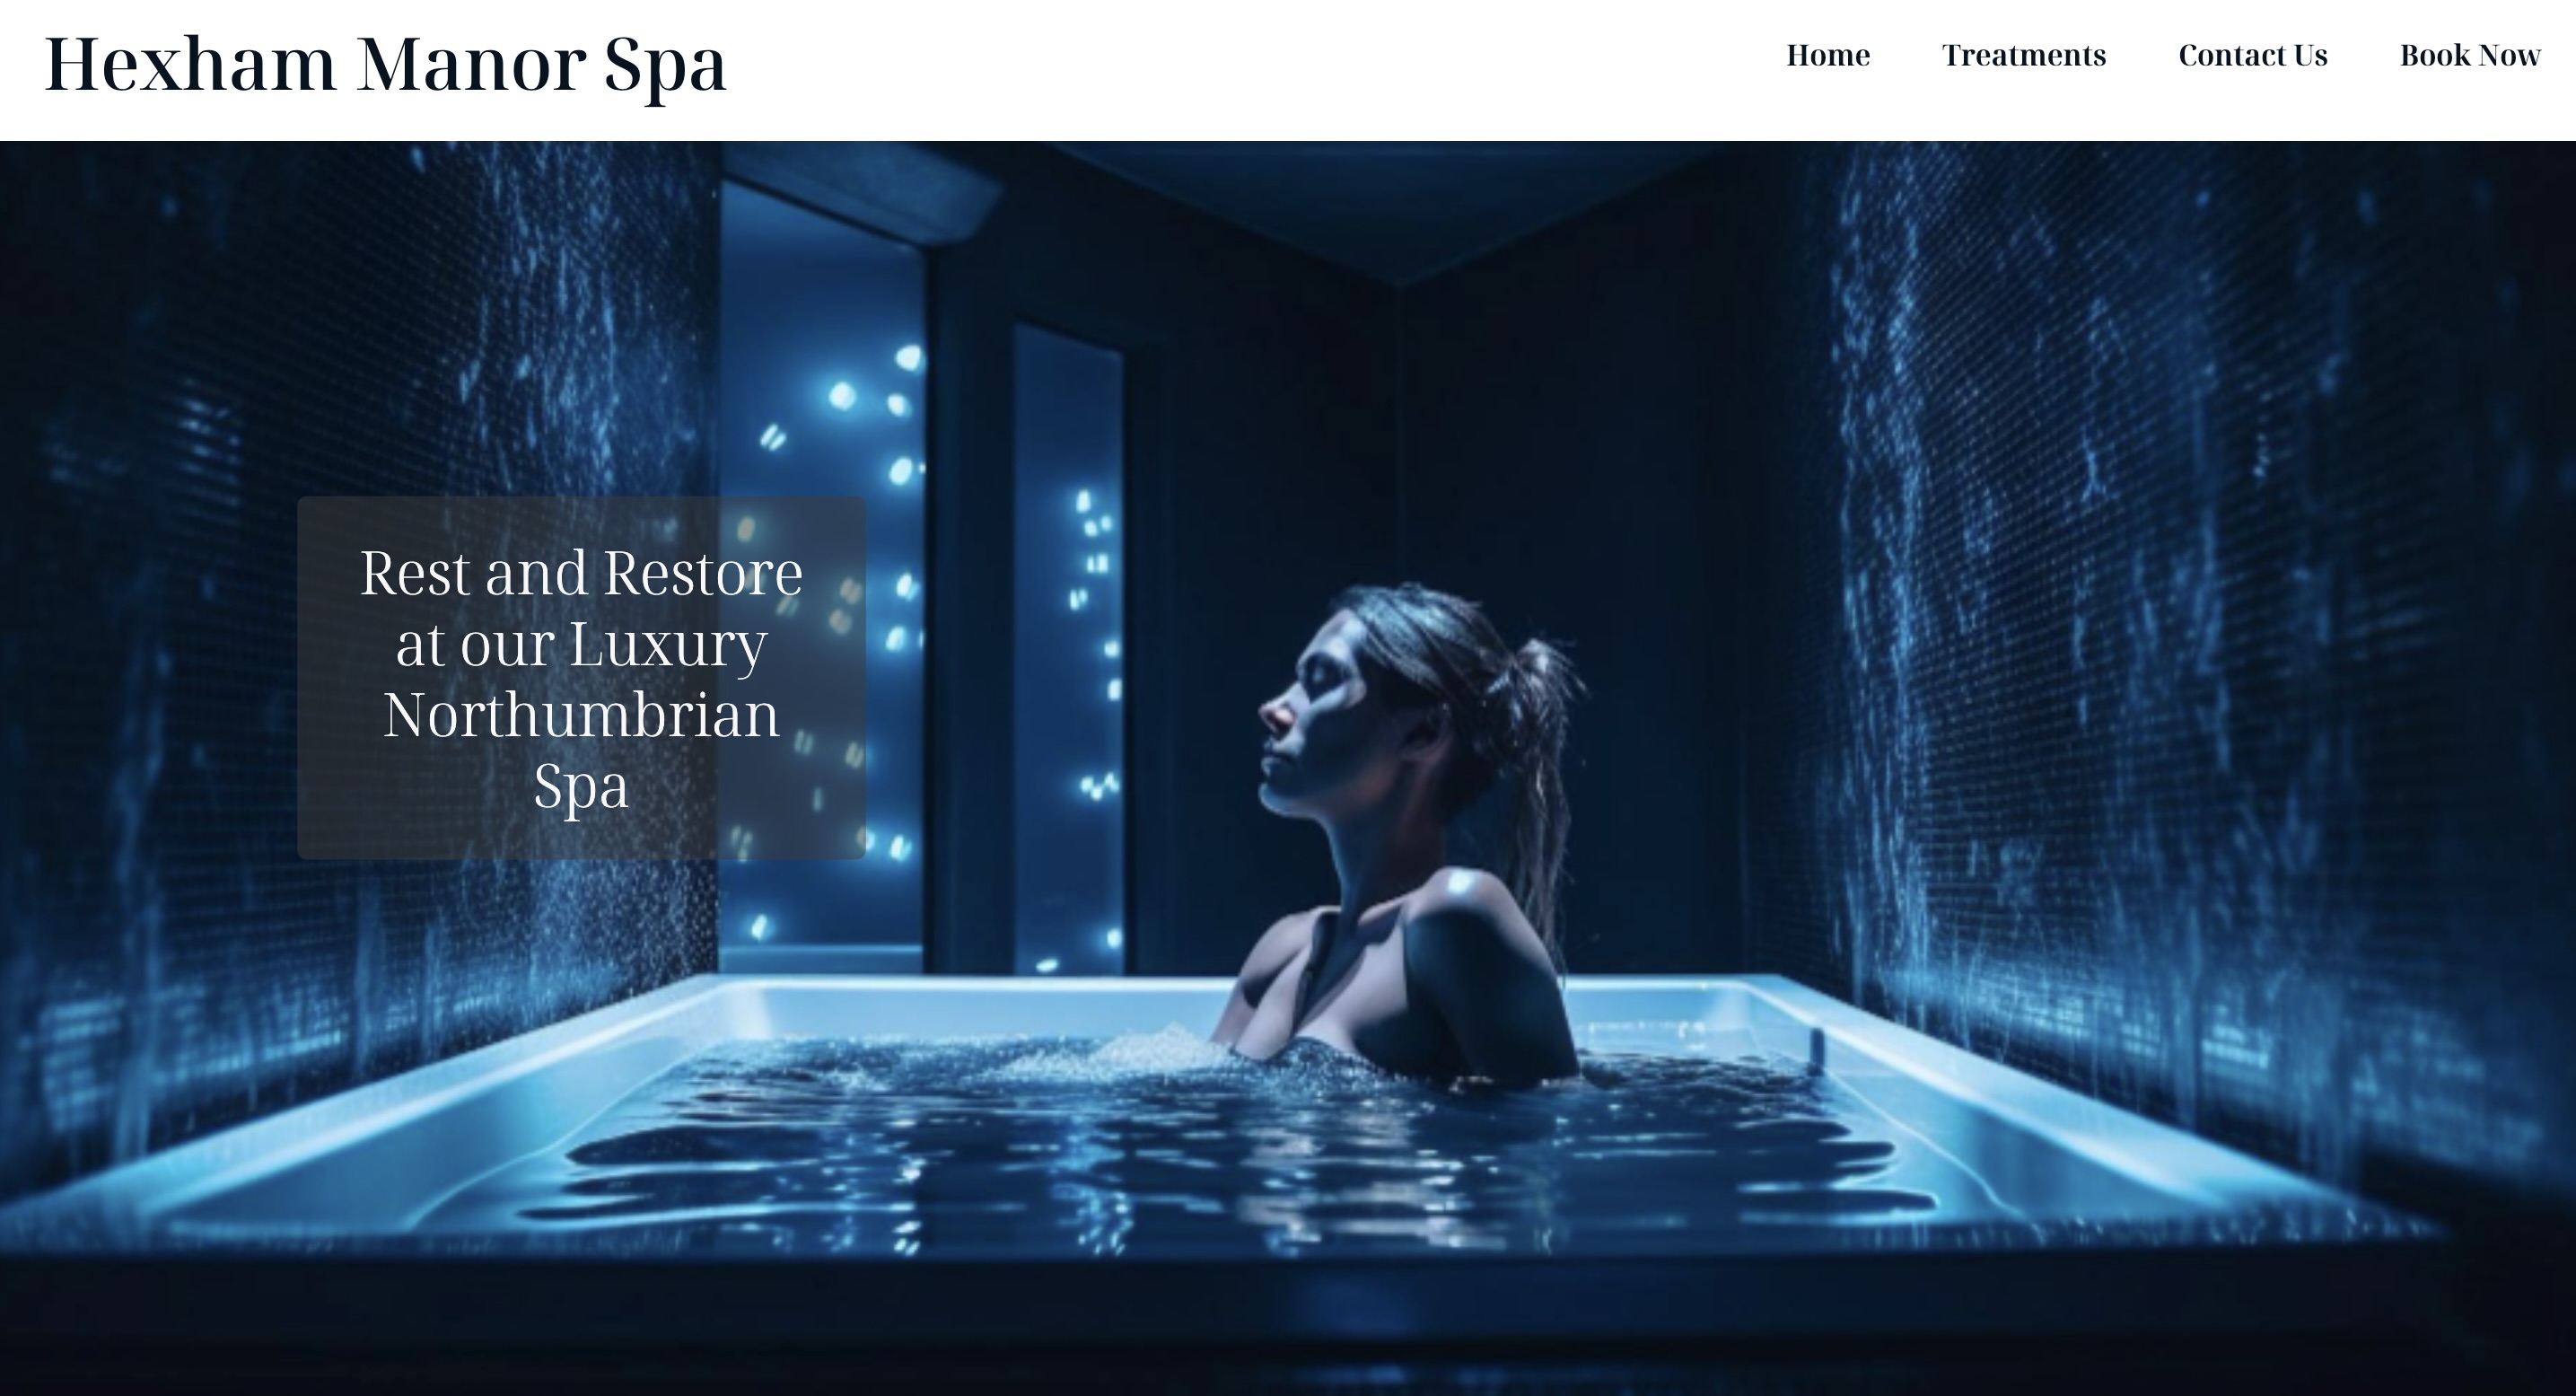 Hexham Manor Spa
Home Treatments Contact Us Book Now
Rest and Restore
at our Luxury
Northumbrian
Spa